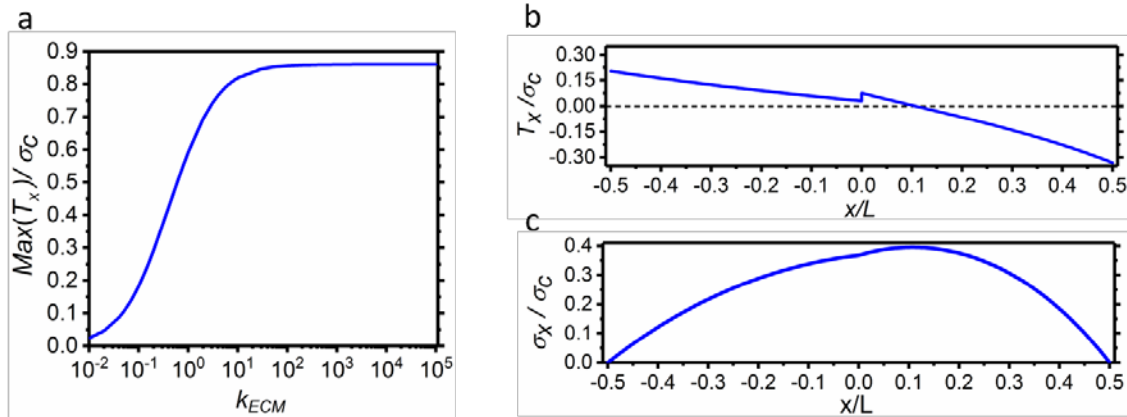 a
0.9
0.8
0.7
0.6
0.5
0.4
0.3
0.2
0.1
0.0
Max(Tₓ)/ σ_C
10⁻² 10⁻¹ 10⁰ 10¹ 10² 10³ 10⁴ 10⁵
k_ECM
b
0.30
0.15
0.00
-0.15
-0.30
Tₓ/σ_C
-0.5 -0.4 -0.3 -0.2 -0.1 0.0 0.1 0.2 0.3 0.4 0.5
x/L
c
0.4
0.3
0.2
0.1
0.0
σₓ / σ_C
-0.5 -0.4 -0.3 -0.2 -0.1 0.0 0.1 0.2 0.3 0.4 0.5
x/L